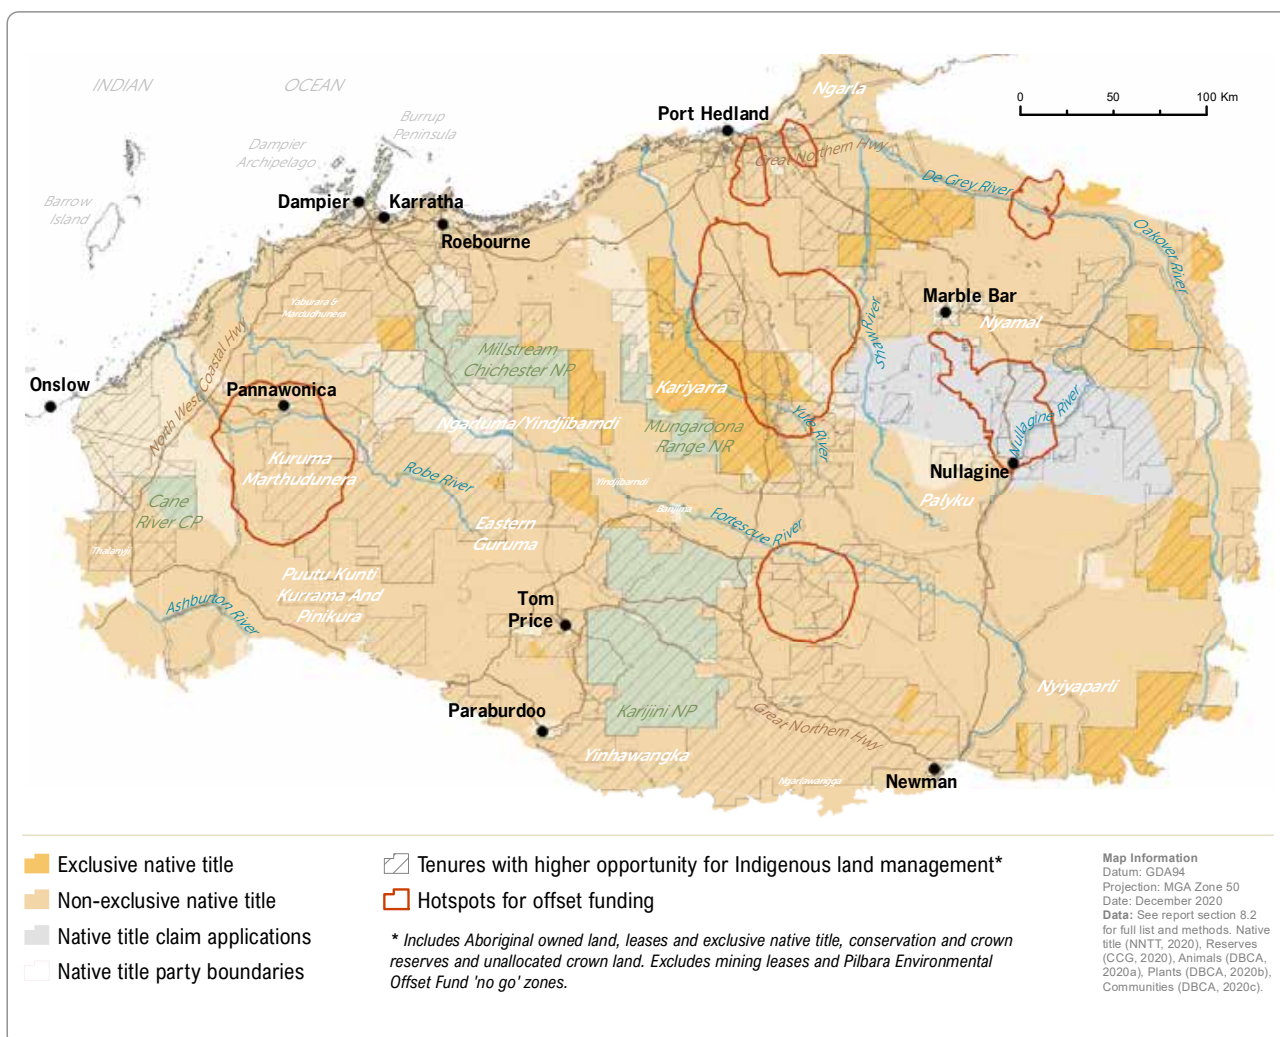 INDIAN
OCEAN
Burrup
Peninsula
Dampier
Archipelago
Barrow
Island
Port Hedland
Ngarla
0 50 100 Km
Great Northern Hwy
De Grey River
Oakover River
Dampier
Karratha
Roebourne
Yaburara &
Mardudhunera
North West Coastal Hwy
Millstream
Chichester NP
Shaw River
Marble Bar
Nyamal
Onslow
Pannawonica
Kariyarra
Ngarluma/Yindjibarndi
Mungaroona
Range NR
Yule River
Nullagine River
Nullagine
Kuruma
Marthudunera
Robe River
Yindjibarndi
Palyku
Cane
River CP
Banjima
Fortescue River
Eastern
Guruma
Thalanyji
Puutu Kunti
Kurrama And
Pinikura
Ashburton River
Tom
Price
Nyiyaparli
Paraburdoo
Karijini NP
Great Northern Hwy
Yinhawangka
Ngarlawangga
Newman
Exclusive native title
Non-exclusive native title
Native title claim applications
Native title party boundaries
Tenures with higher opportunity for Indigenous land management*
Hotspots for offset funding
* Includes Aboriginal owned land, leases and exclusive native title, conservation and crown
reserves and unallocated crown land. Excludes mining leases and Pilbara Environmental
Offset Fund 'no go' zones.
Map Information
Datum: GDA94
Projection: MGA Zone 50
Date: December 2020
Data: See report section 8.2
for full list and methods. Native
title (NNTT, 2020), Reserves
(CCG, 2020), Animals (DBCA,
2020a), Plants (DBCA, 2020b),
Communities (DBCA, 2020c).